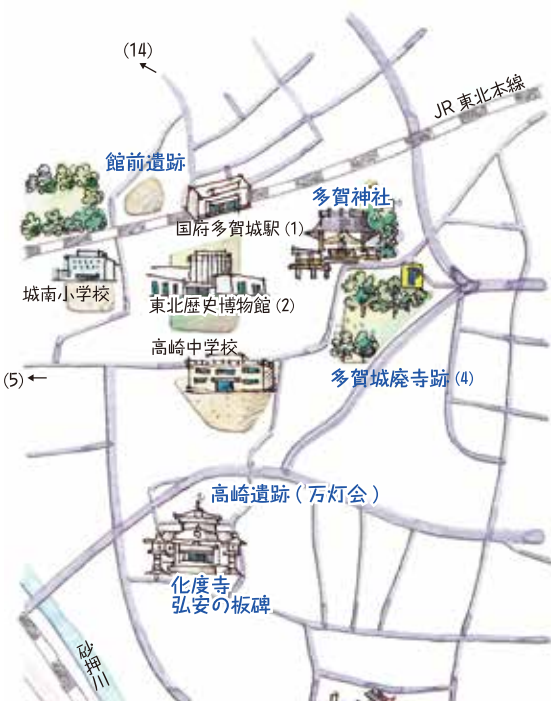 (14)
JR東北本線
館前遺跡
多賀神社
国府多賀城駅(1)
P
城南小学校
東北歴史博物館(2)
高崎中学校
(5)
多賀城廃寺跡(4)
高崎遺跡(万灯会)
化度寺
弘安の板碑
砂押川